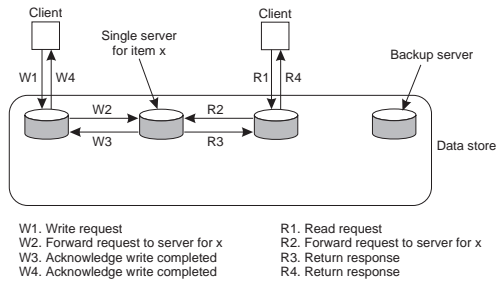 Client
Client
Single server
for item x
Backup server
W1
W4
R1
R4
W2
R2
W3
R3
Data store
W1. Write request
W2. Forward request to server for x
W3. Acknowledge write completed
W4. Acknowledge write completed
R1. Read request
R2. Forward request to server for x
R3. Return response
R4. Return response